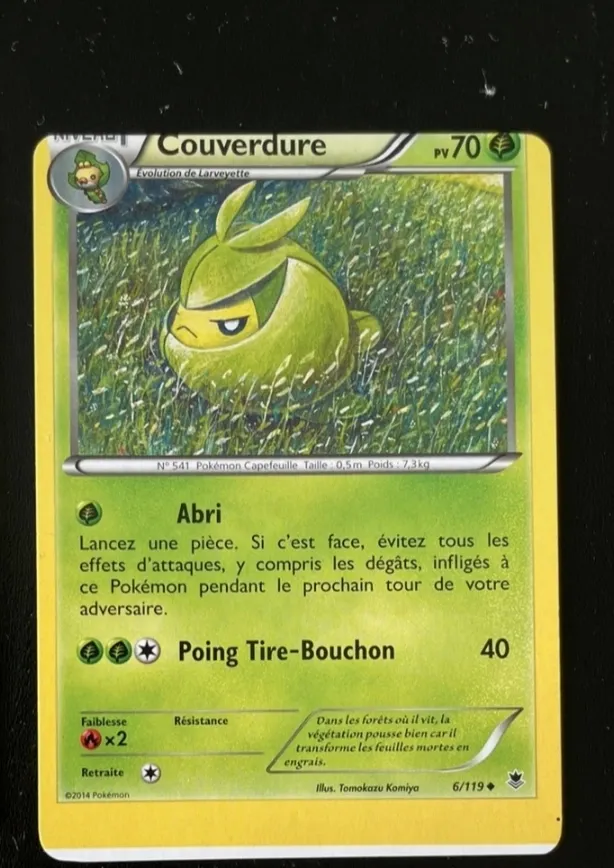 NIVEAU 1
Couverdure
PV 70
Évolution de Larveyette
N° 541 Pokémon Capefeuille Taille : 0,5 m Poids : 7,3 kg
Abri
Lancez une pièce. Si c'est face, évitez tous les
effets d'attaques, y compris les dégâts, infligés à
ce Pokémon pendant le prochain tour de votre
adversaire.
Poing Tire-Bouchon 40
Faiblesse Résistance
×2
Retraite
Dans les forêts où il vit, la
végétation pousse bien car il
transforme les feuilles mortes en
engrais.
Illus. Tomokazu Komiya 6/119
©2014 Pokémon